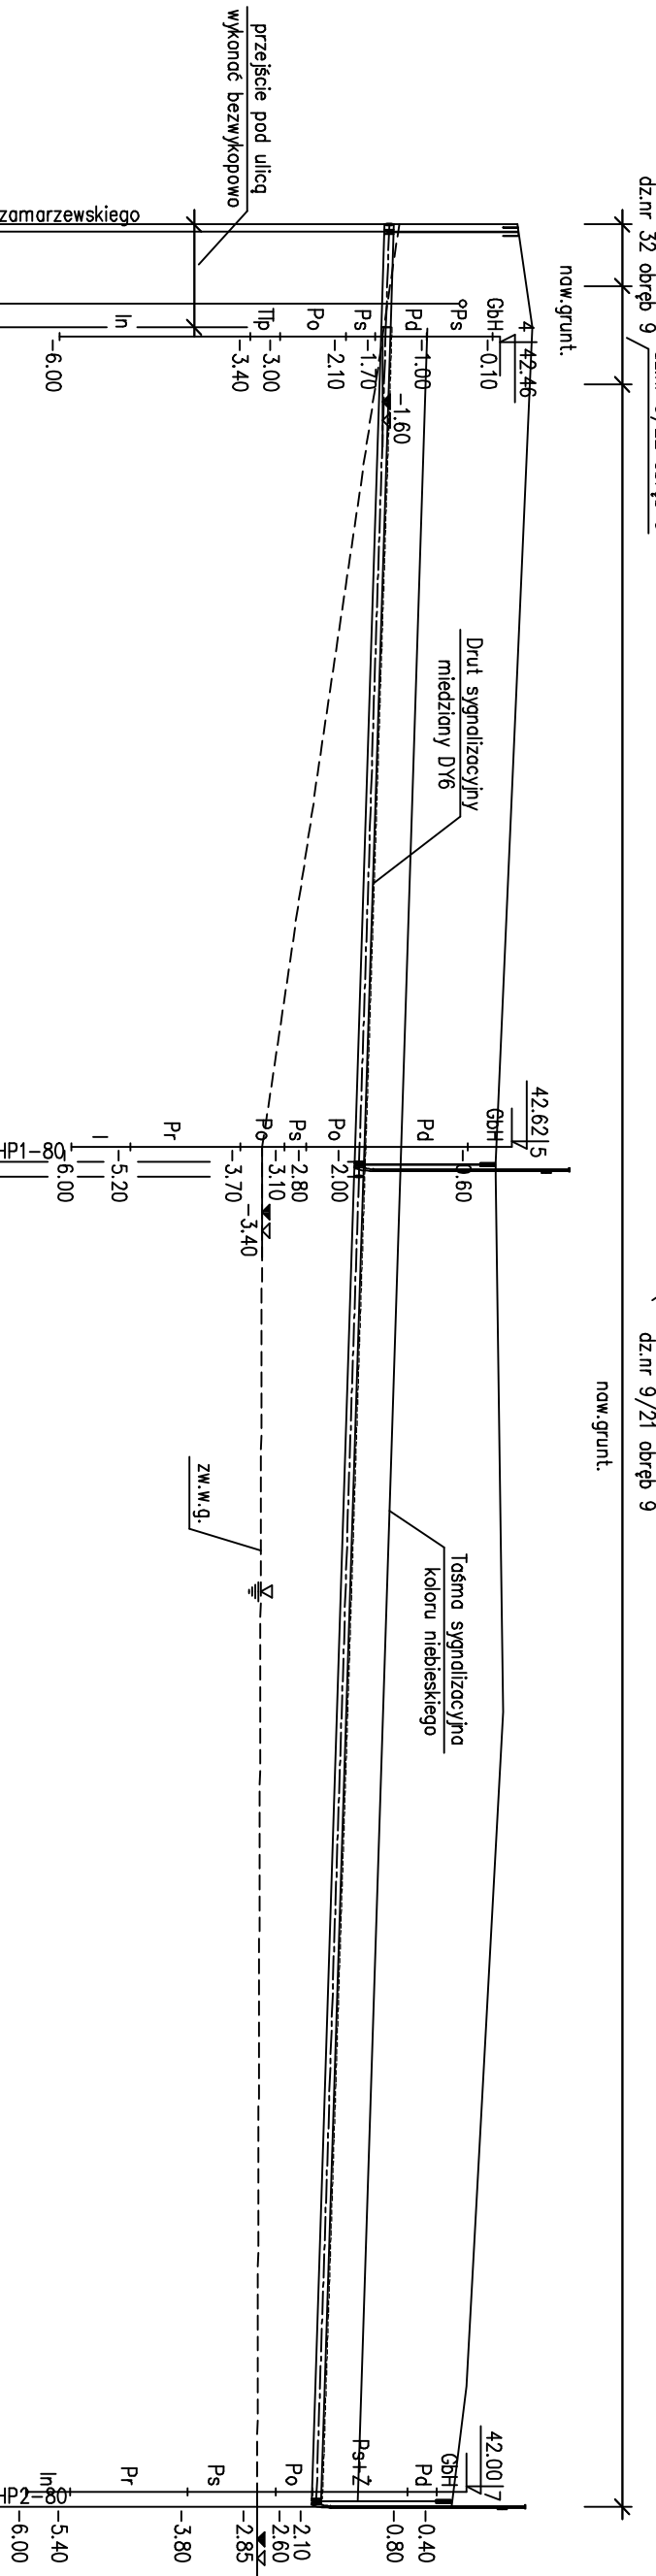 przejście pod ulicą
wykonać bezwykopowo
zamarzewskiego
dz.nr 32 obręb 9
naw.grunt.
4
42.46
GbH
-0.10
Ps
Pd
-1.00
-1.60
Ps
-1.70
Po
-2.10
Πp
-3.00
-3.40
In
-6.00
Drut sygnalizacyjny
miedziany DY6
42.62
5
GbH
0.60
Pd
Po
-2.00
Ps
-2.80
Po
-3.10
-3.40
-3.70
Pr
-5.20
I
-6.00
HP1-80
dz.nr 9/21 obręb 9
naw.grunt.
zw.w.g.
Taśma sygnalizacyjna
koloru niebieskiego
42.00
7
GbH
-0.40
Pd
-0.80
Ps+Ż
-2.10
Po
-2.60
-2.85
Ps
-3.80
Pr
-5.40
In
-6.00
HP2-80